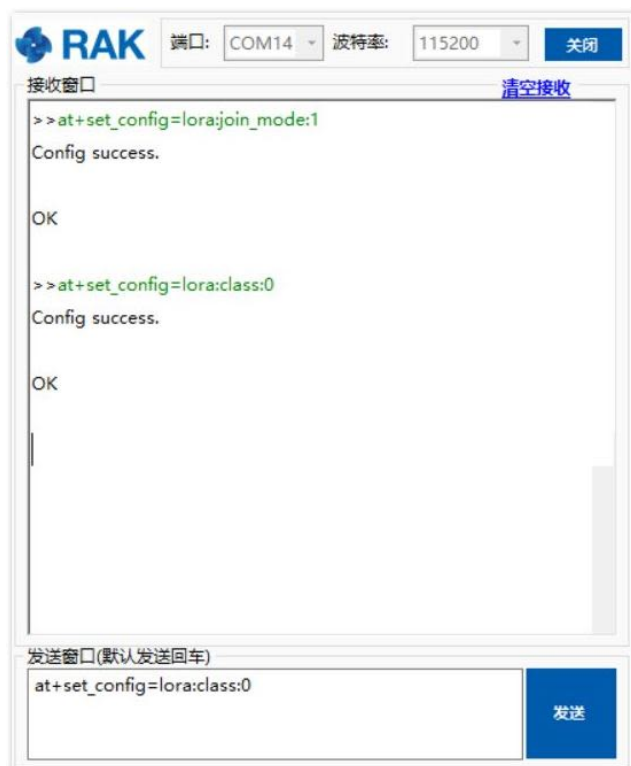 RAK 端口: COM14 波特率: 115200 关闭
接收窗口 清空接收
>>at+set_config=lora:join_mode:1
Config success.
OK
>>at+set_config=lora:class:0
Config success.
OK
发送窗口(默认发送回车)
at+set_config=lora:class:0
发送